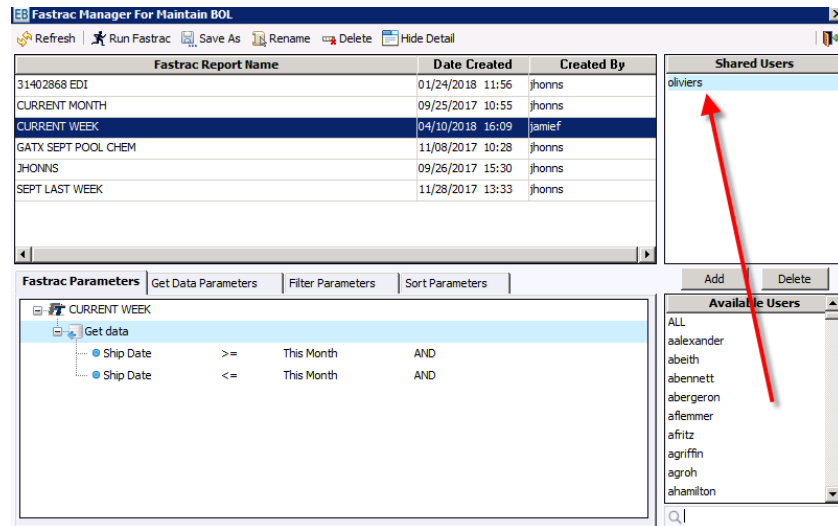 EB Fastrac Manager For Maintain BOL
Refresh Run Fastrac Save As Rename Delete Hide Detail
Fastrac Report Name Date Created Created By
31402868 EDI 01/24/2018 11:56 jhonns
CURRENT MONTH 09/25/2017 10:55 jhonns
CURRENT WEEK 04/10/2018 16:09 jamief
GATX SEPT POOL CHEM 11/08/2017 10:28 jhonns
JHONNS 09/26/2017 15:30 jhonns
SEPT LAST WEEK 11/28/2017 13:33 jhonns
Shared Users
oliviers
Fastrac Parameters Get Data Parameters Filter Parameters Sort Parameters
CURRENT WEEK
Get data
Ship Date >= This Month AND
Ship Date <= This Month AND
Add Delete
Available Users
ALL
aalexander
abeith
abennett
abergeron
aflemmer
afritz
agriffin
agroh
ahamilton